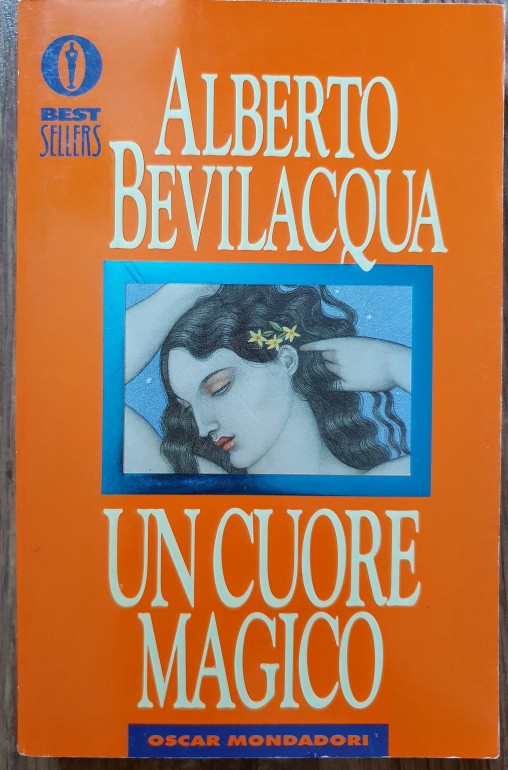 BEST
SELLERS
ALBERTO
BEVILACQUA
UN CUORE
MAGICO
OSCAR MONDADORI